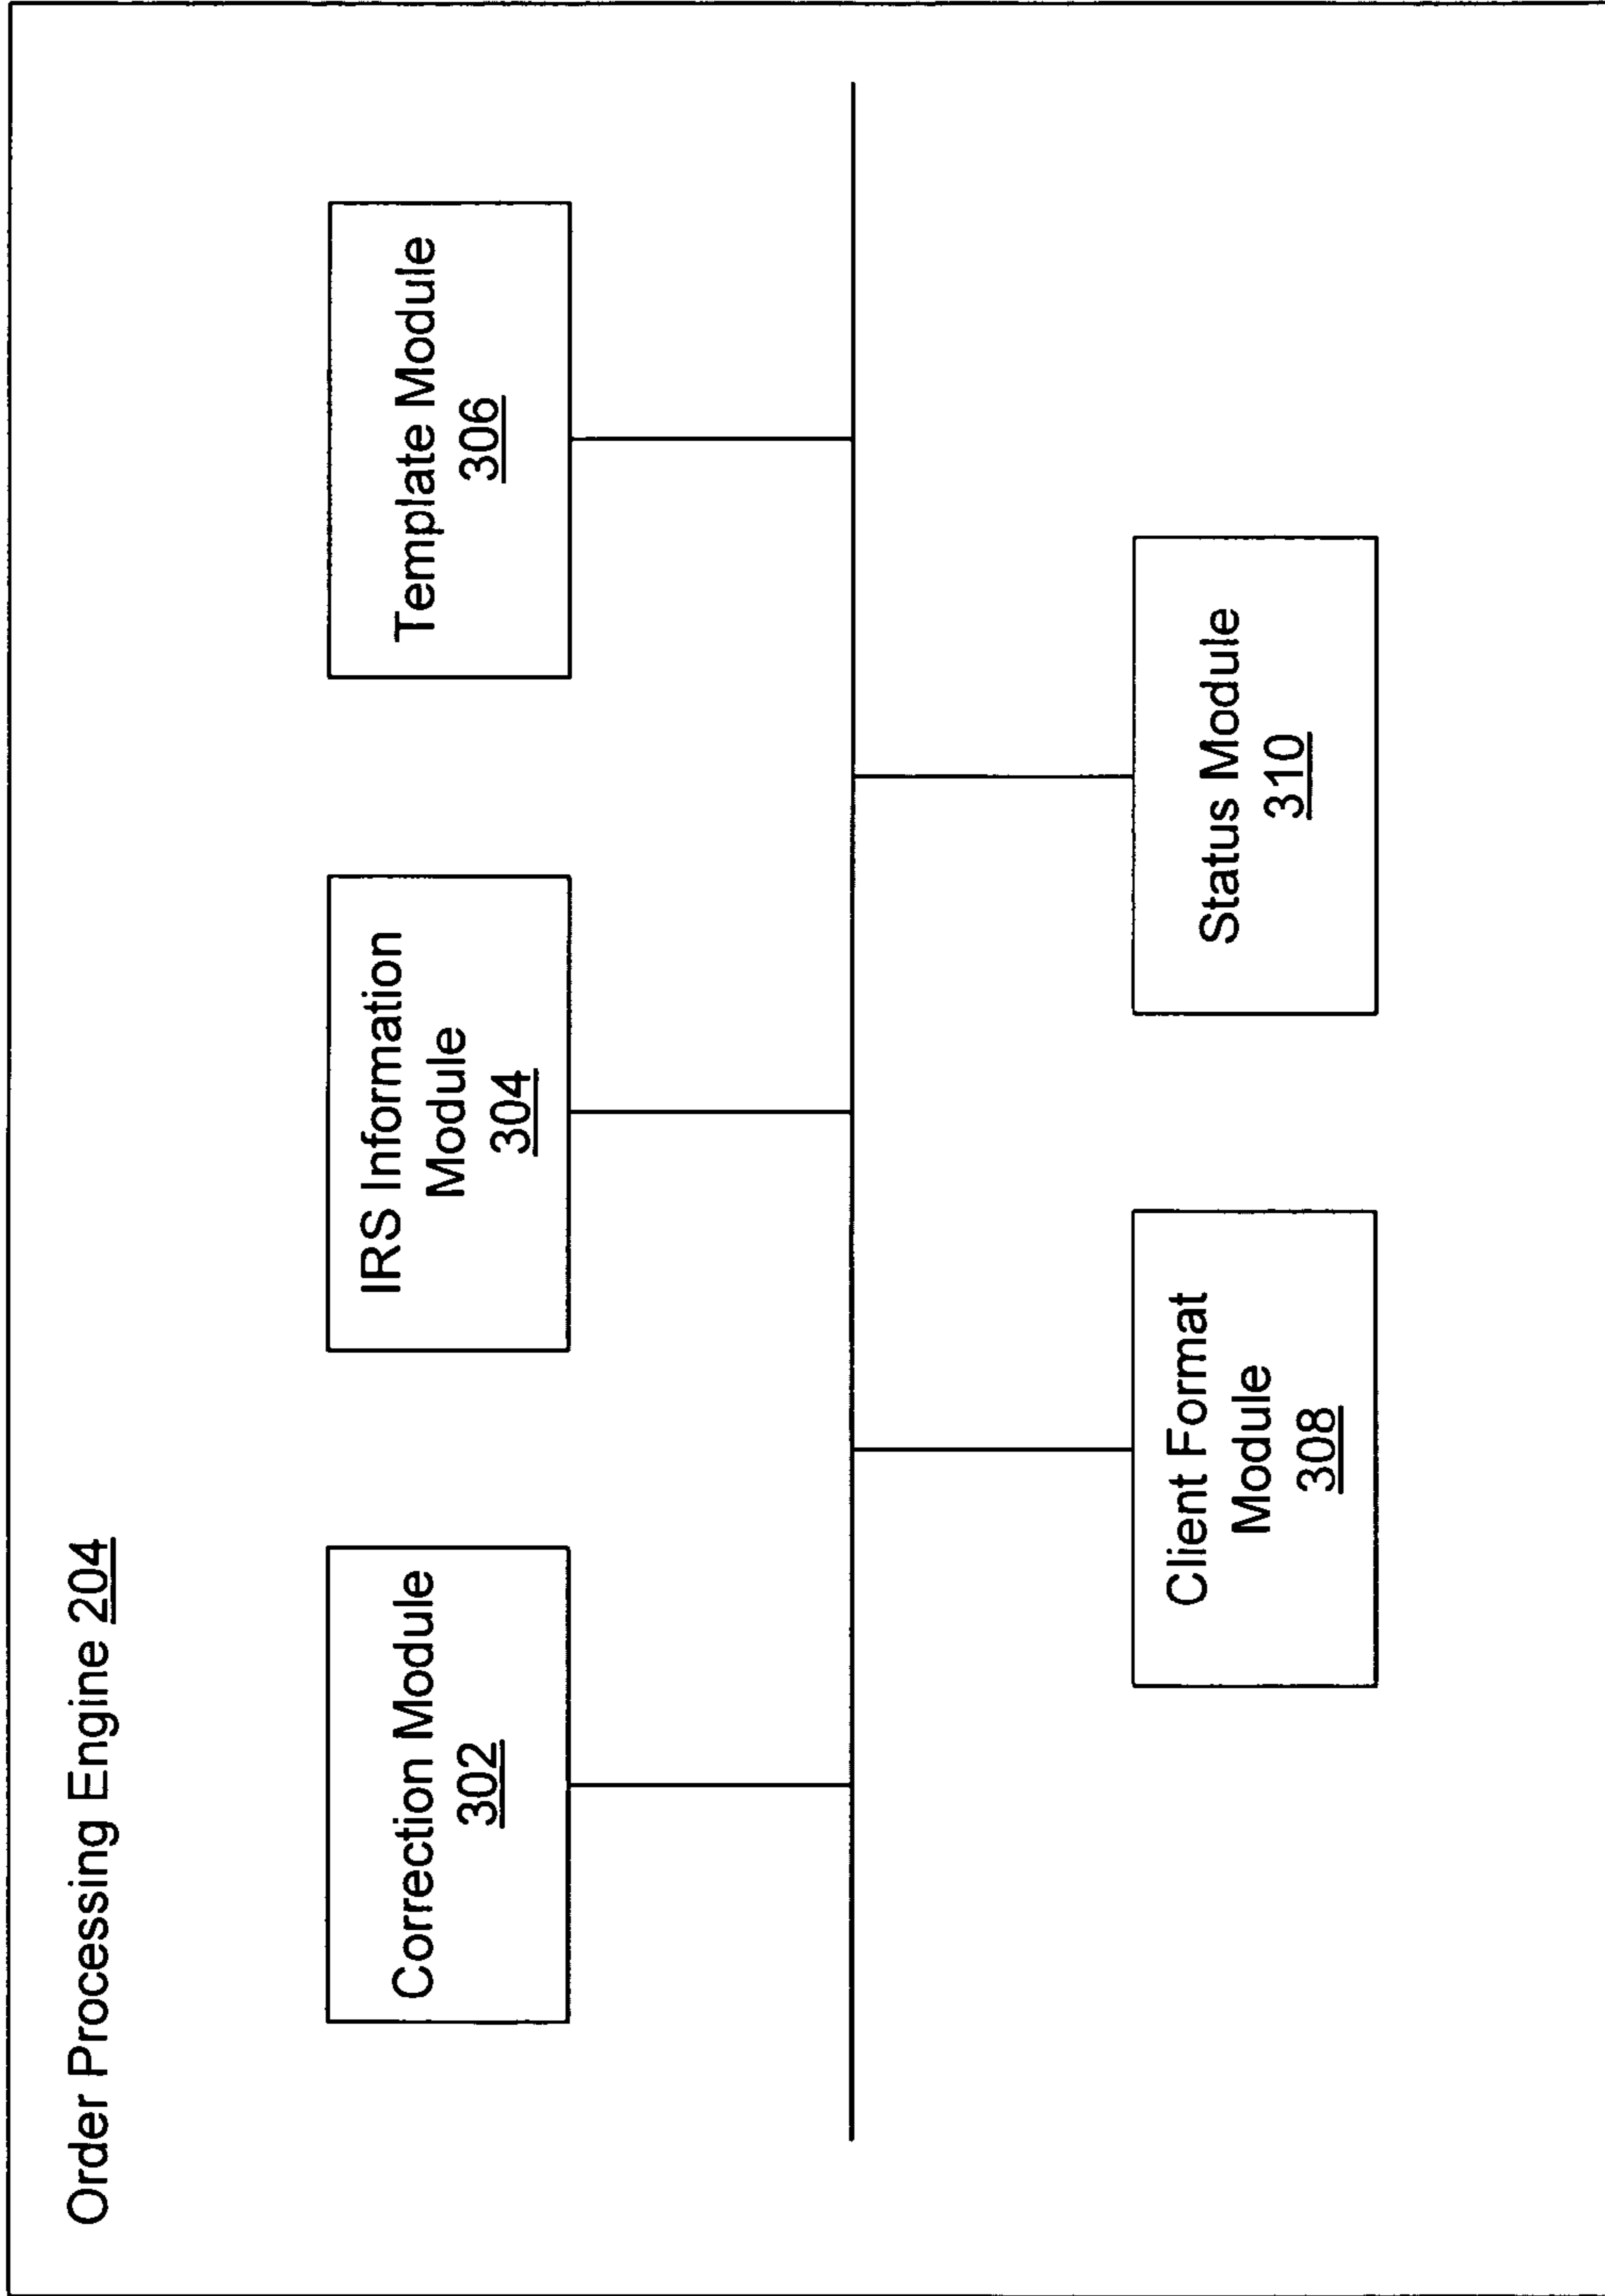 Order Processing Engine 204
Correction Module
302
IRS Information
Module
304
Template Module
306
Client Format
Module
308
Status Module
310